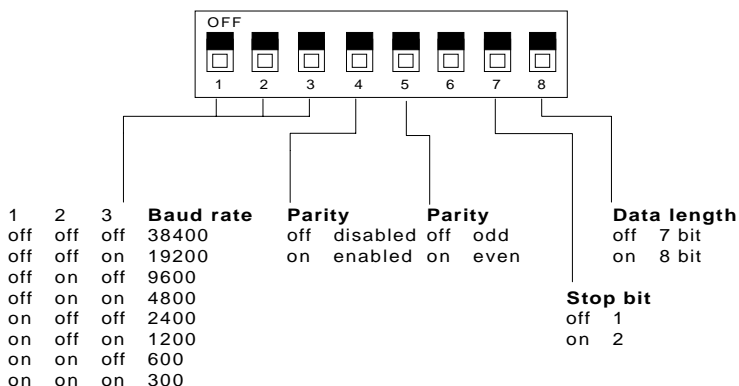 OFF
1 2 3 4 5 6 7 8
1 2 3 Baud rate
off off off 38400
off off on 19200
off on off 9600
off on on 4800
on off off 2400
on off on 1200
on on off 600
on on on 300
Parity
off disabled
on enabled
Parity
off odd
on even
Stop bit
off 1
on 2
Data length
off 7 bit
on 8 bit